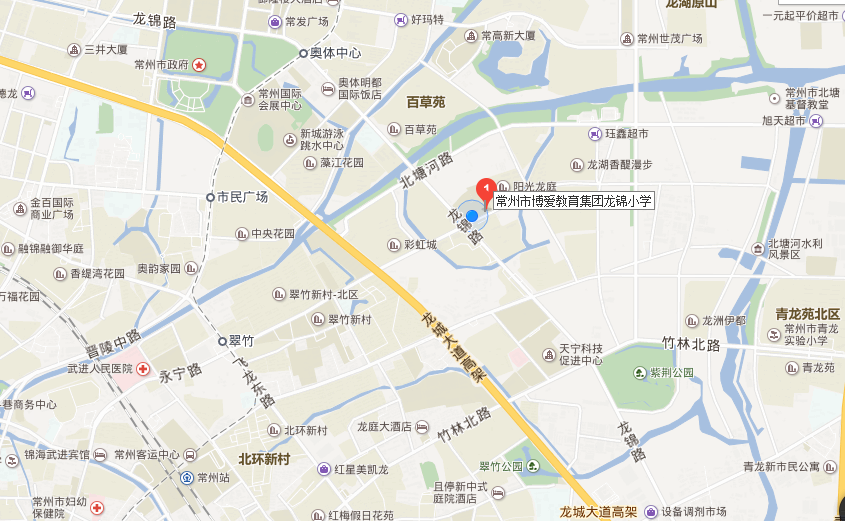 龙湖原山
龙锦路
常发广场
好玛特
一元起平价超市
三井大厦
奥体中心
常高新大厦
常州世茂广场
常州市政府
常州国际
会展中心
奥体明都
国际饭店
百草苑
常州市北塘
基督教堂
德龙
百草苑
旭天超市
新城游泳
跳水中心
珏鑫超市
藻江花园
龙湖香醍漫步
北塘河路
1
阳光龙庭
市民广场
常州市博爱教育集团龙锦小学
金百国际
商业广场
龙锦路
中央花园
彩虹城
融锦融御华庭
北塘河水利
风景区
香缇湾花园
奥韵家园
万福花园
翠竹新村-北区
翠竹新村
龙城大道高架
龙洲伊都
青龙苑北区
常州市青龙
实验小学
晋陵中路
翠竹
竹林北路
天宁科技
促进中心
武进人民医院
永宁路
飞龙东路
紫荆公园
青龙苑
巷商务中心
龙庭大酒店
竹林北路
龙锦路
北环新村
锦海武进宾馆
常州客运中心
北环新村
红星美凯龙
翠竹公园
青龙新市民公寓
常州站
且停新中式
庭院酒店
常州市妇幼
保健院
红梅假日花苑
龙城大道高架
设备调剂市场